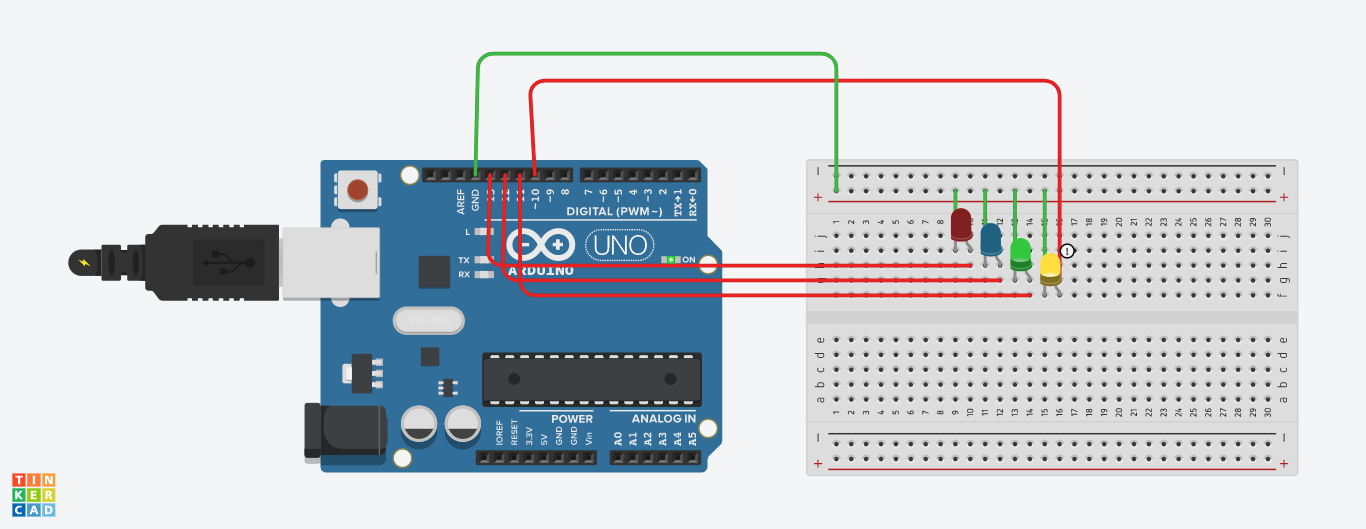 AREF
GND
13
12
11
~10
~9
8
7
~6
~5
4
~3
2
TX→1
RX←0
DIGITAL (PWM~)
L
TX
RX
ARDUINO
UNO
ON
IOREF
RESET
3.3V
5V
GND
GND
Vin
POWER
A0
A1
A2
A3
A4
A5
ANALOG IN
1 2 3 4 5 6 7 8 9 10 11 12 13 14 15 16 17 18 19 20 21 22 23 24 25 26 27 28 29 30
j
i
h
g
f
e
d
c
b
a
j
i
h
g
f
e
d
c
b
a
1 2 3 4 5 6 7 8 9 10 11 12 13 14 15 16 17 18 19 20 21 22 23 24 25 26 27 28 29 30
TIN
KER
CAD